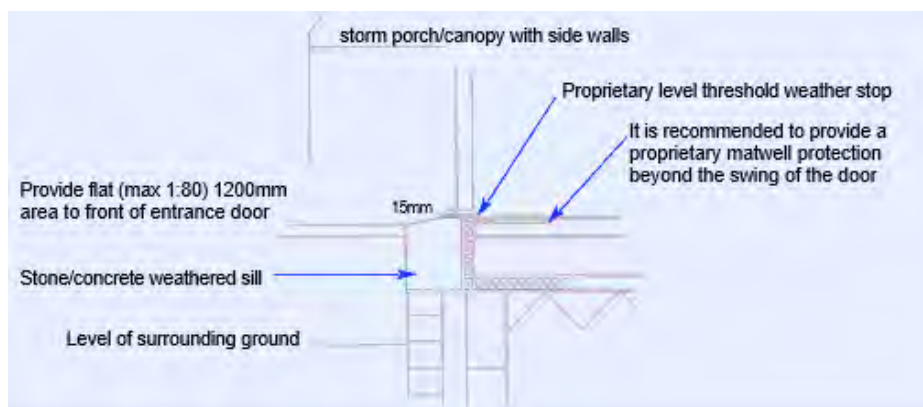 storm porch/canopy with side walls
Proprietary level threshold weather stop
It is recommended to provide a
proprietary matwell protection
beyond the swing of the door
Provide flat (max 1:80) 1200mm
area to front of entrance door
15mm
Stone/concrete weathered sill
Level of surrounding ground